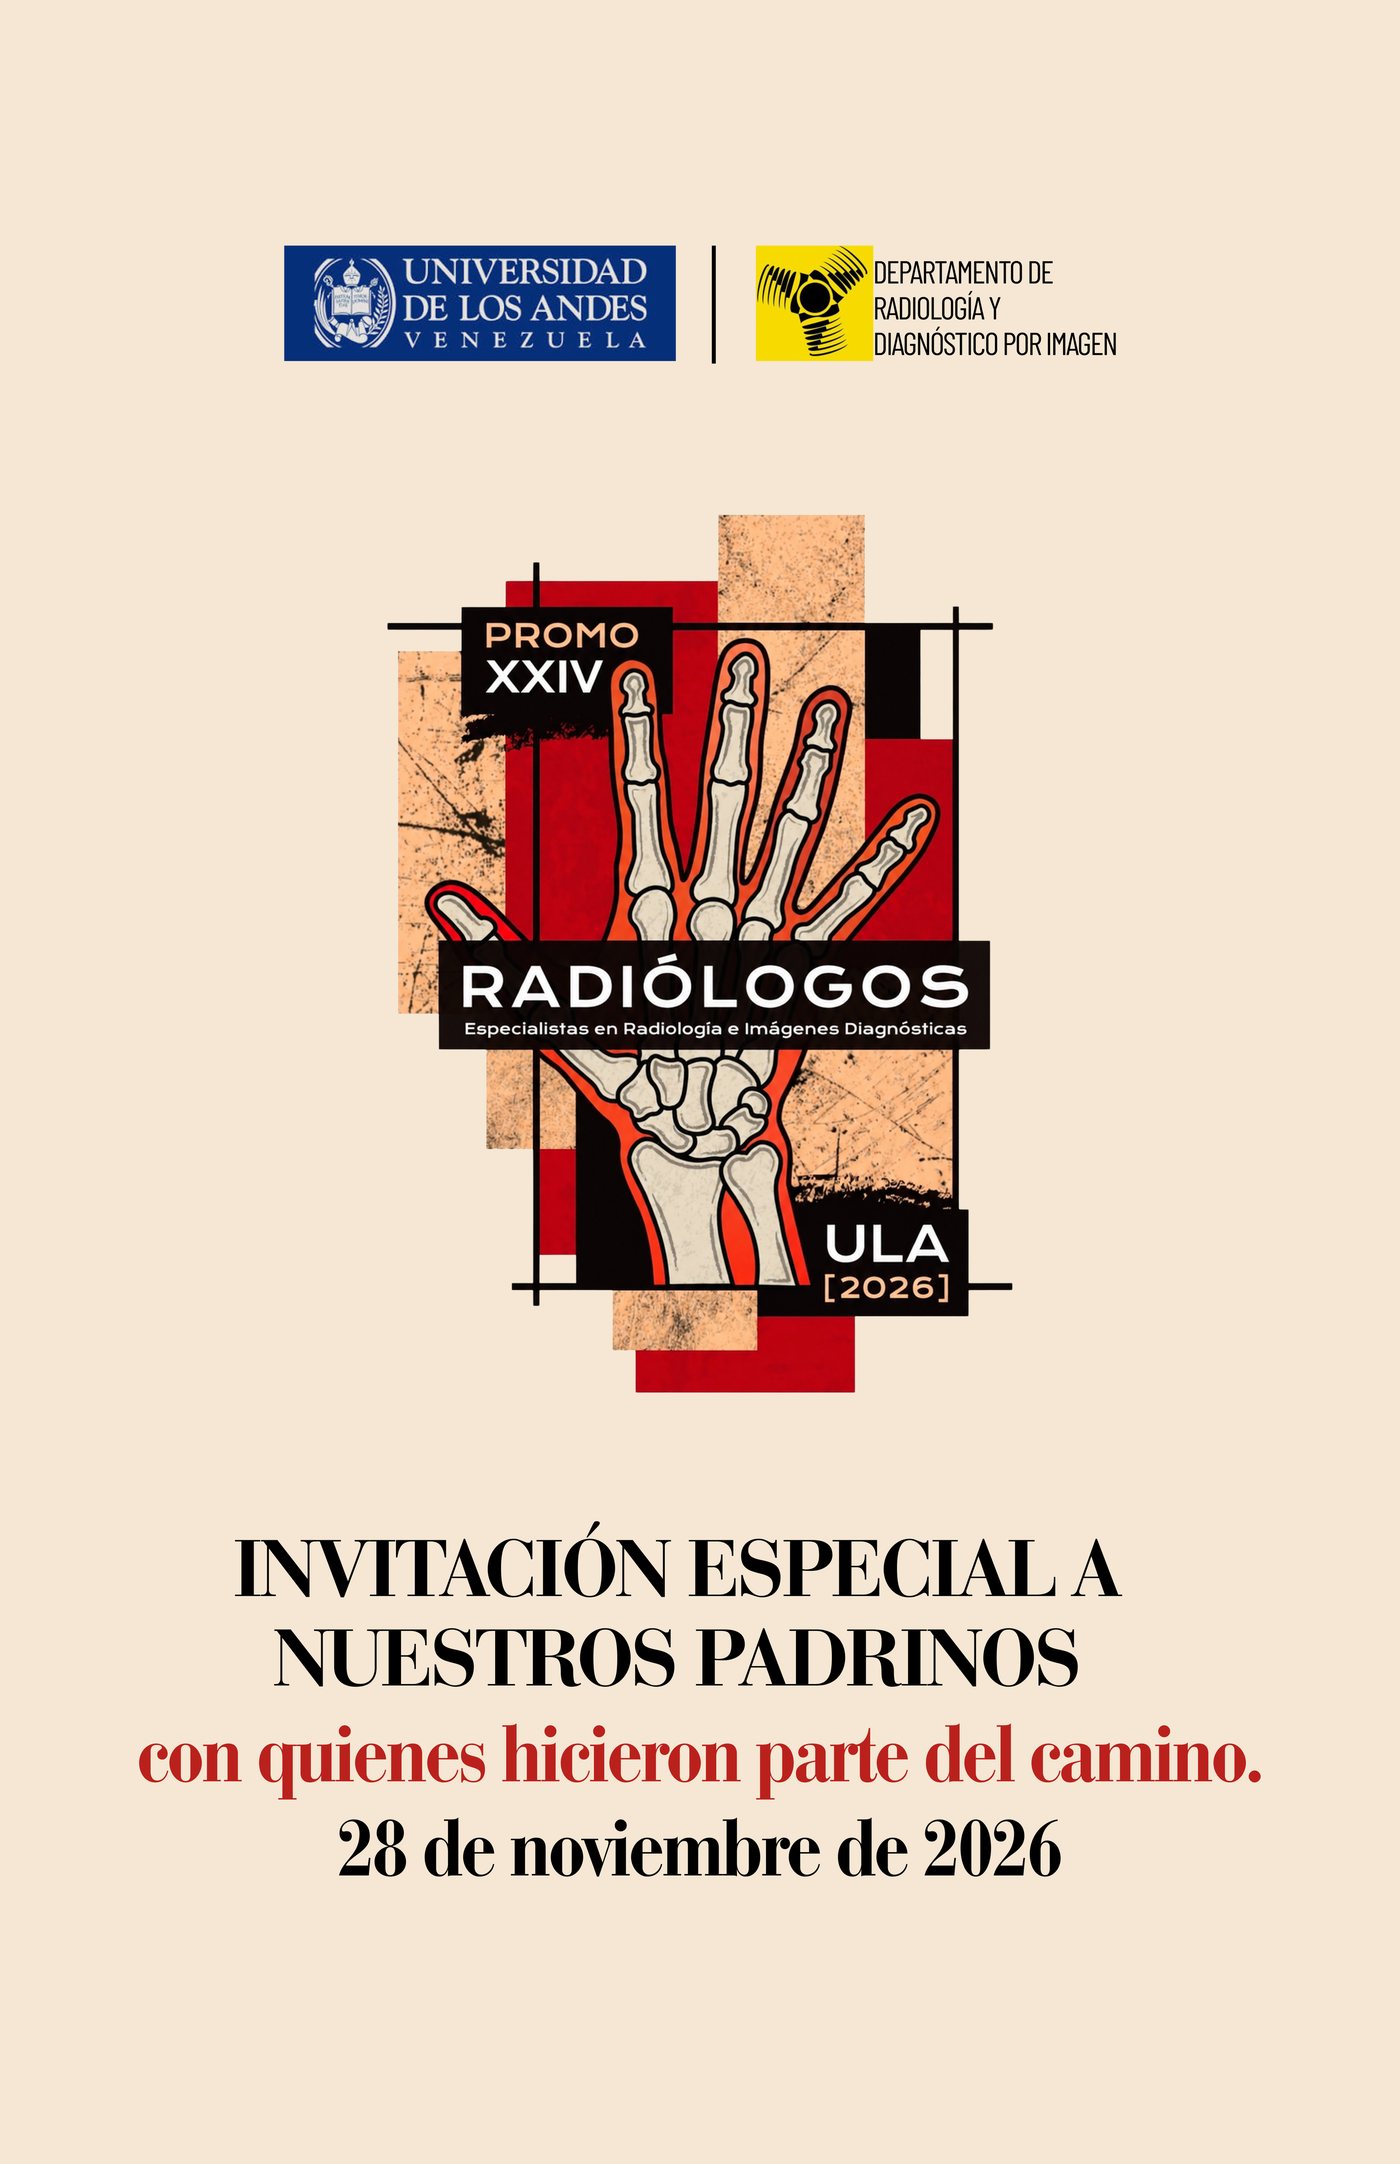 UNIVERSIDAD
DE LOS ANDES
VENEZUELA
DEPARTAMENTO DE
RADIOLOGÍA Y
DIAGNÓSTICO POR IMAGEN
PROMO
XXIV
RADIÓLOGOS
Especialistas en Radiología e Imágenes Diagnósticas
ULA
[2026]
INVITACIÓN ESPECIAL A
NUESTROS PADRINOS
con quienes hicieron parte del camino.
28 de noviembre de 2026